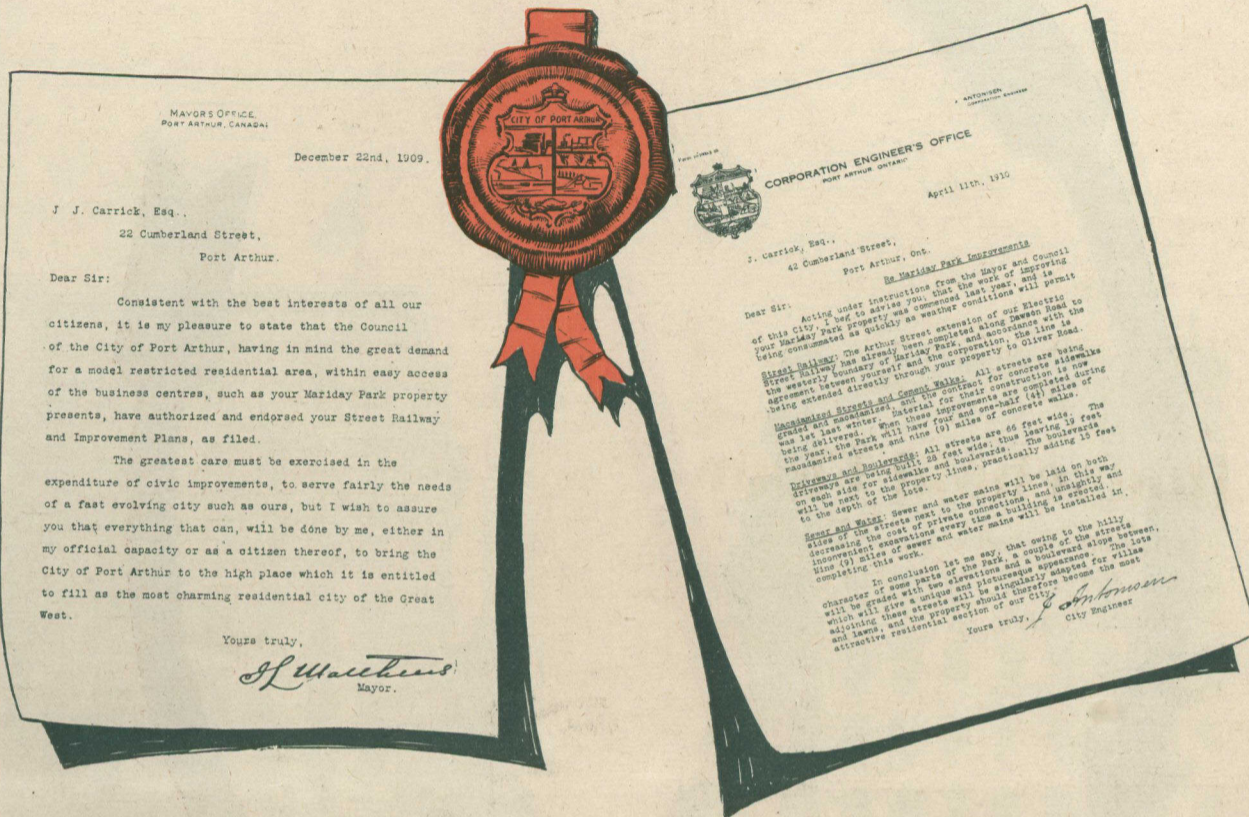 MAYOR'S OFFICE,
PORT ARTHUR, CANADA.
December 22nd, 1909.
J J. Carrick, Esq.,
22 Cumberland Street,
Port Arthur.
Dear Sir:
Consistent with the best interests of all our
citizens, it is my pleasure to state that the Council
of the City of Port Arthur, having in mind the great demand
for a model restricted residential area, within easy access
of the business centres, such as your Mariday Park property
presents, have authorized and endorsed your Street Railway
and Improvement Plans, as filed.
The greatest care must be exercised in the
expenditure of civic improvements, to serve fairly the needs
of a fast evolving city such as ours, but I wish to assure
you that everything that can, will be done by me, either in
my official capacity or as a citizen thereof, to bring the
City of Port Arthur to the high place which it is entitled
to fill as the most charming residential city of the Great
West.
Yours truly,
I L Matthews
Mayor.
CITY OF PORT ARTHUR
ANTONISEN
CORPORATION ENGINEER
CORPORATION ENGINEER'S OFFICE
PORT ARTHUR ONTARIO
April 11th, 1910
J. Carrick, Esq.,
42 Cumberland Street,
Port Arthur, Ont.
Re Mariday Park Improvements
Dear Sir:
Acting under instructions from the Mayor and Council
of this City, I beg to advise you, that the work of improving
your Mariday Park property was commenced last year, and is
being consummated as quickly as weather conditions will permit
Street Railway: The Arthur Street extension of our Electric
Street Railway has already been completed along Dawson Road to
the westerly boundary of Mariday Park, and accordance with the
agreement between yourself and the corporation, the line is
being extended directly through your property to Oliver Road.
Macadamized Streets and Cement Walks: All streets are being
graded and macadamized, and the contract for concrete sidewalks
was let last winter. Material for their construction is now
being delivered. When these improvements are completed during
the year, the Park will have four and one-half (4½) miles of
macadamized streets and nine (9) miles of concrete walks.
Driveways and Boulevards: All streets are 66 feet wide. The
driveways are being built 28 feet wide, thus leaving 19 feet
on each side for sidewalks and boulevards. The boulevards
will be next to the property lines, practically adding 15 feet
to the depth of the lots.
Sewer and Water: Sewer and water mains will be laid on both
sides of the streets next to the property lines, in this way
decreasing the cost of private connections, and unsightly and
inconvenient excavations every time a building is erected.
Nine (9) miles of sewer and water mains will be installed in
completing this work.
In conclusion let me say, that owing to the hilly
character of some parts of the Park, a couple of the streets
will be graded with two elevations and a boulevard slope between,
which will give a unique and picturesque appearance. The lots
adjoining these streets will be singularly adapted for villas
and lawns, and the property should therefore become the most
attractive residential section of our City.
Yours truly, J Antonisen
City Engineer